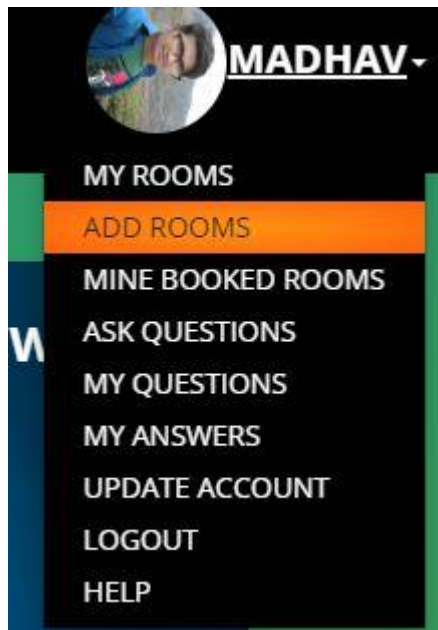 MADHAV
MY ROOMS
ADD ROOMS
MINE BOOKED ROOMS
W
ASK QUESTIONS
MY QUESTIONS
MY ANSWERS
UPDATE ACCOUNT
LOGOUT
HELP